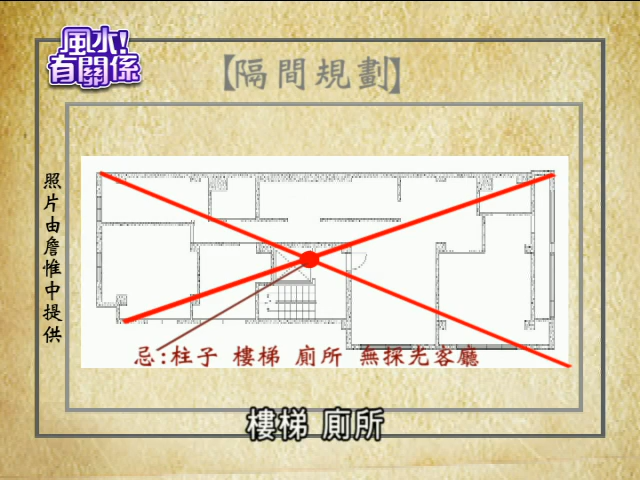 風水!
有關係
【隔間規劃】
照片由詹惟中提供
忌:柱子 樓梯 廁所 無採光客廳
樓梯 廁所